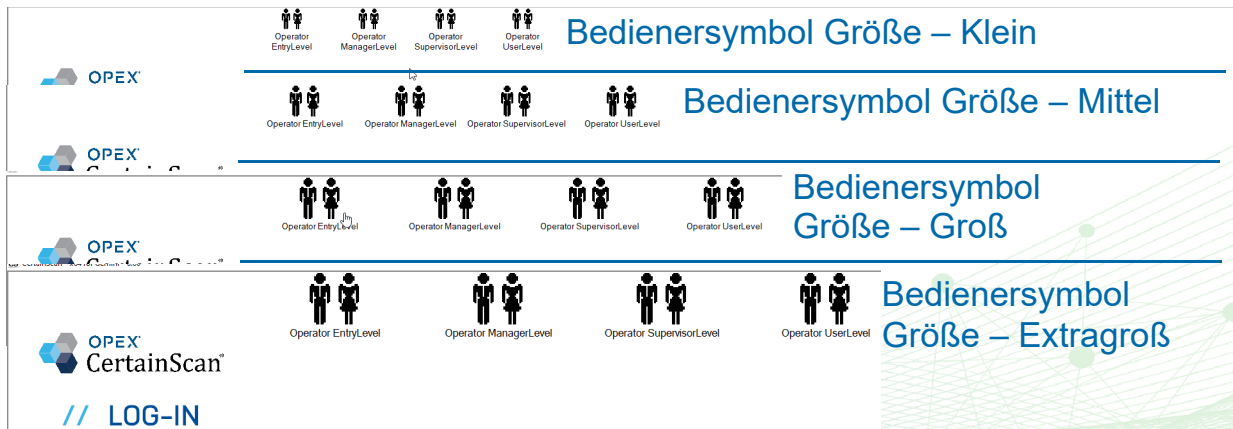 Operator
EntryLevel
Operator
ManagerLevel
Operator
SupervisorLevel
Operator
UserLevel
Bedienersymbol Größe – Klein
OPEX
Operator EntryLevel
Operator ManagerLevel
Operator SupervisorLevel
Operator UserLevel
Bedienersymbol Größe – Mittel
OPEX
Operator EntryLevel
Operator ManagerLevel
Operator SupervisorLevel
Operator UserLevel
Bedienersymbol
Größe – Groß
OPEX
Operator EntryLevel
Operator ManagerLevel
Operator SupervisorLevel
Operator UserLevel
Bedienersymbol
Größe – Extragroß
OPEX
CertainScan®
// LOG-IN